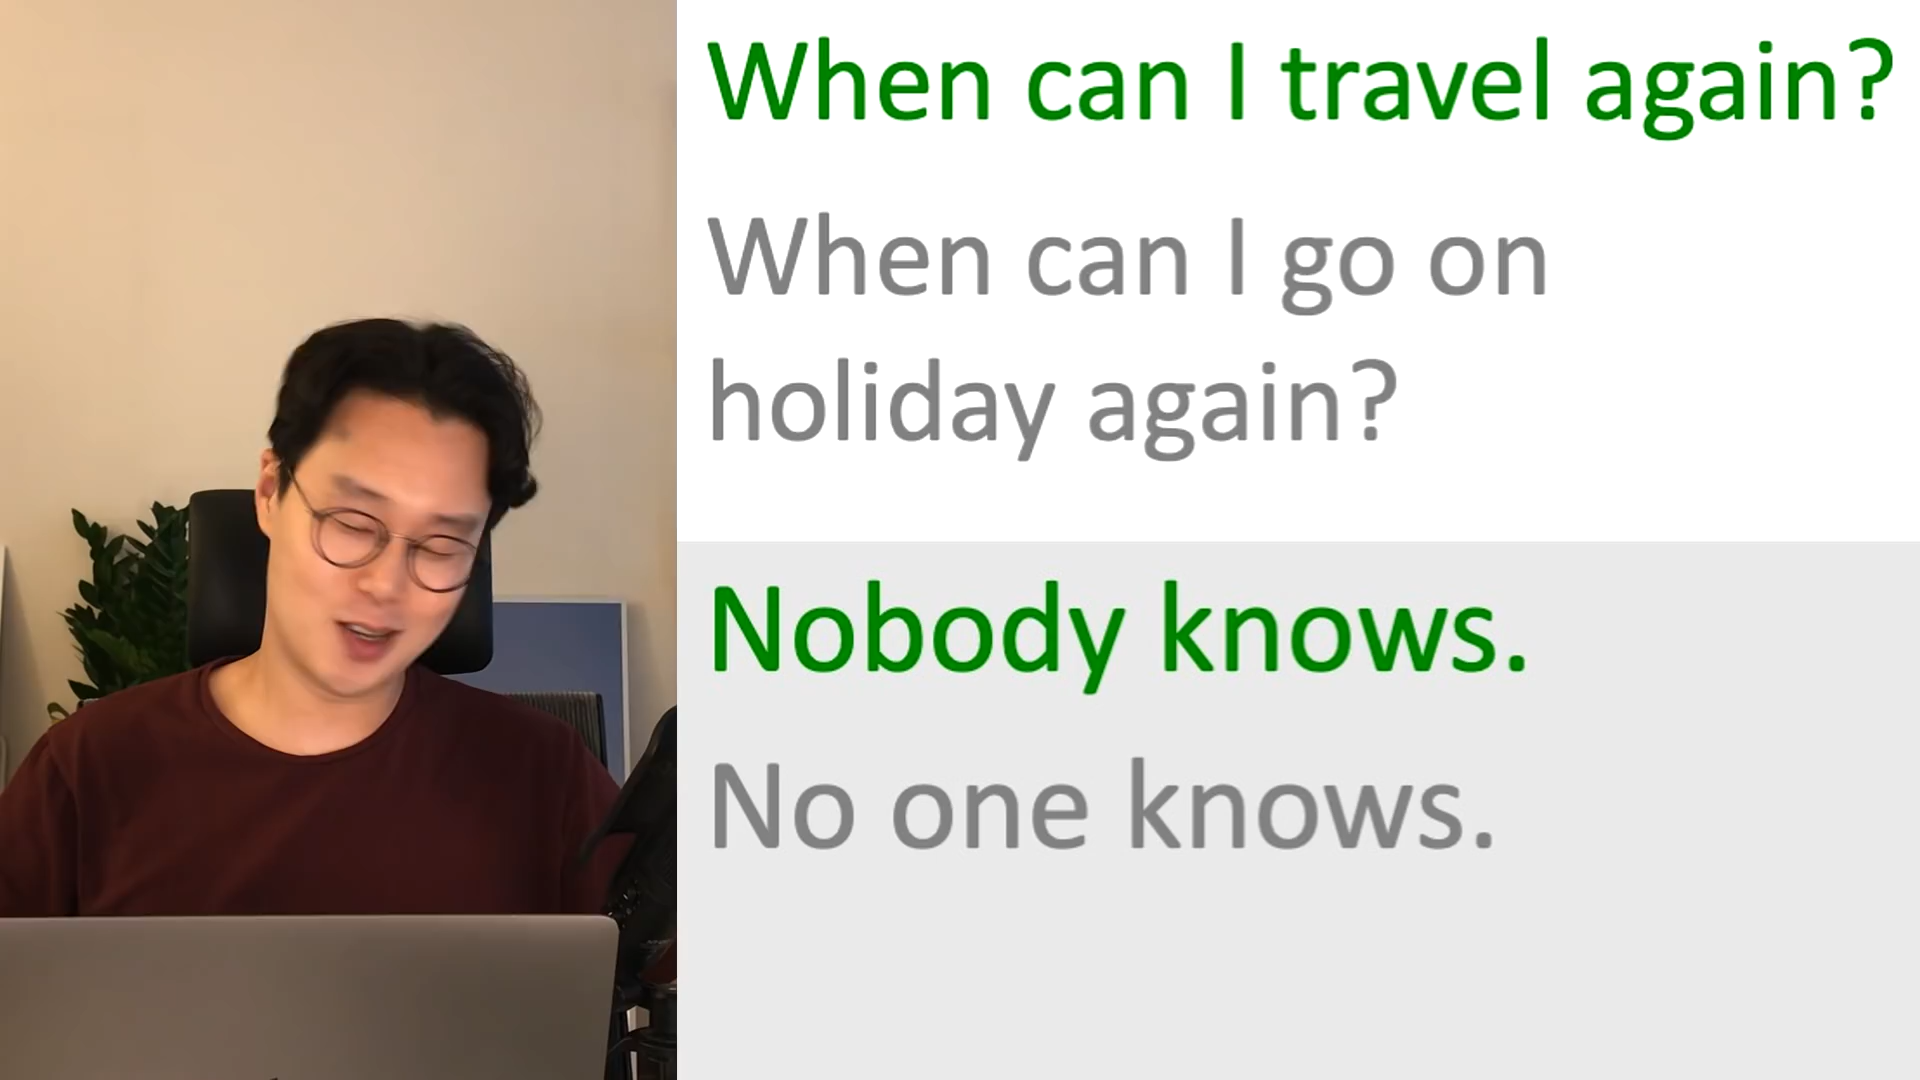 When can I travel again?
When can I go on
holiday again?
Nobody knows.
No one knows.